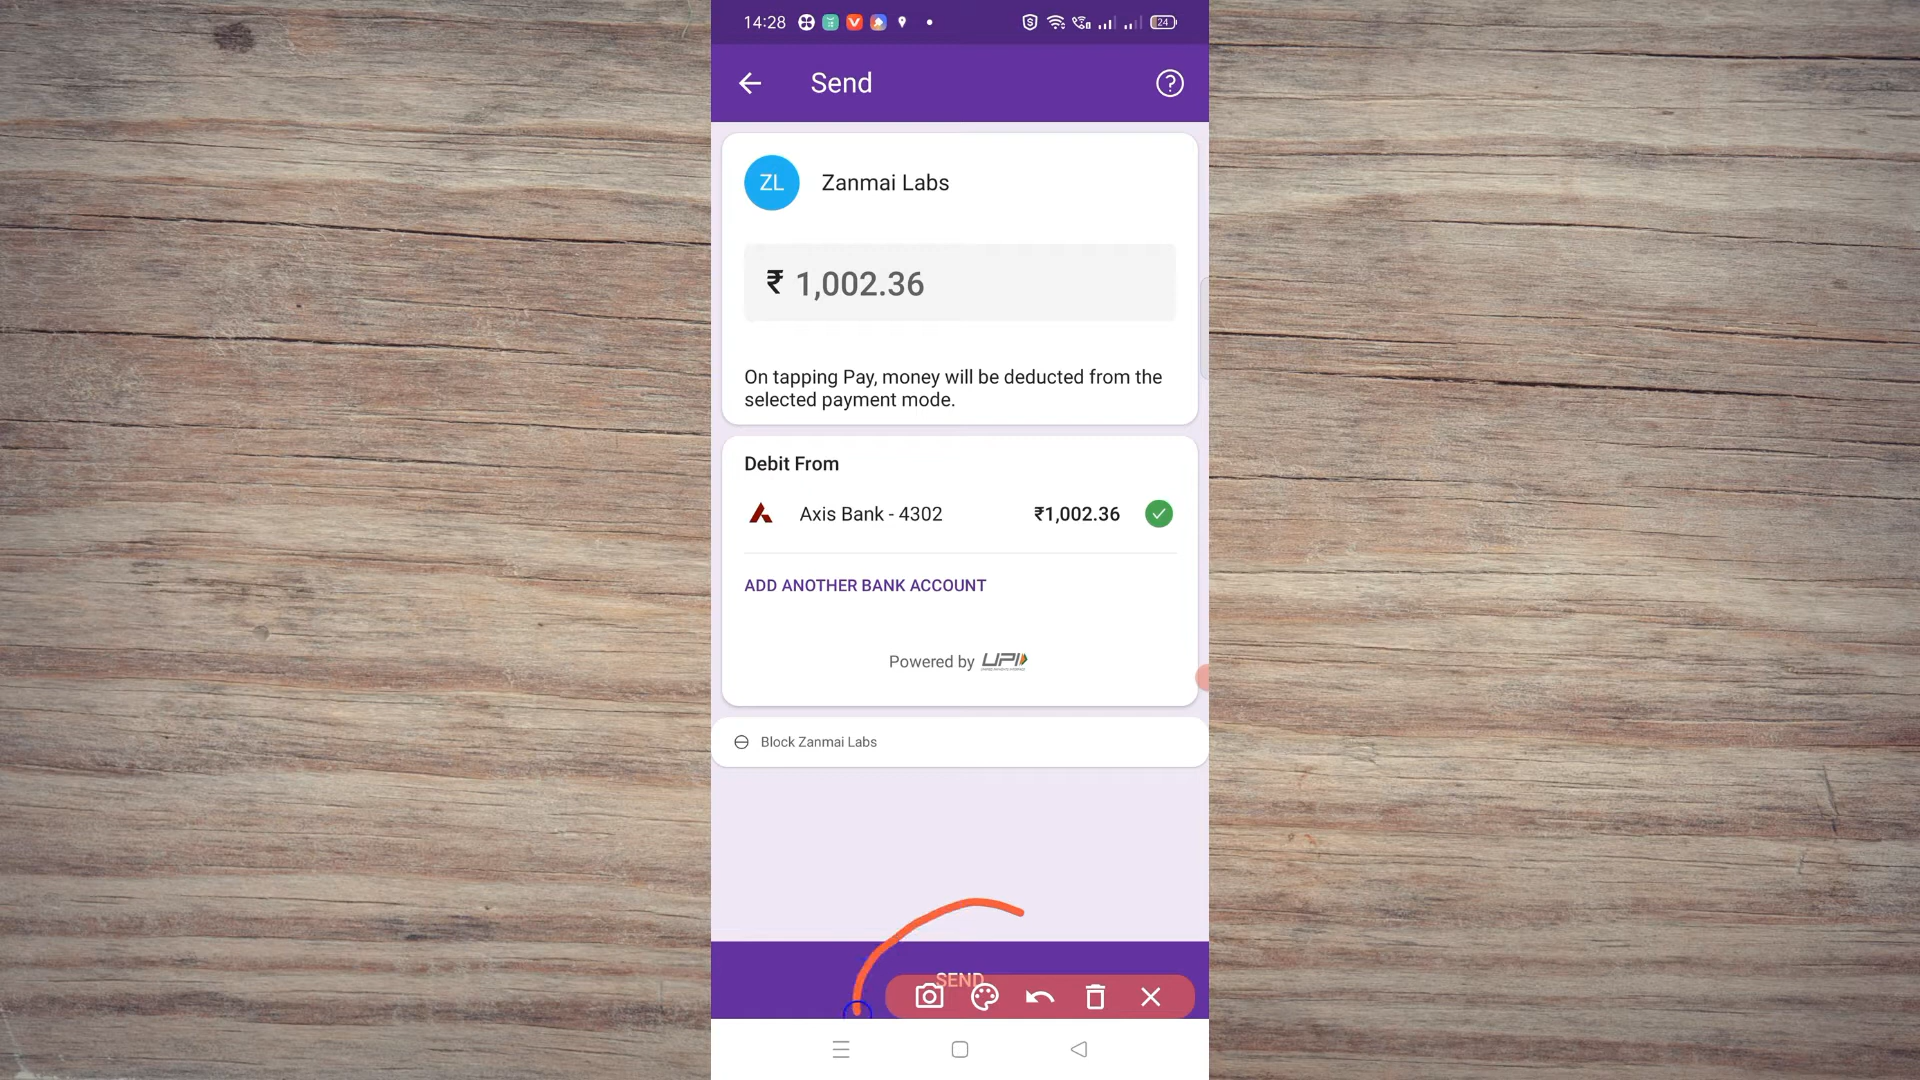 14:28
24
Send
ZL Zanmai Labs
₹ 1,002.36
On tapping Pay, money will be deducted from the
selected payment mode.
Debit From
Axis Bank - 4302 ₹1,002.36
ADD ANOTHER BANK ACCOUNT
Powered by UPI
Block Zanmai Labs
SEND